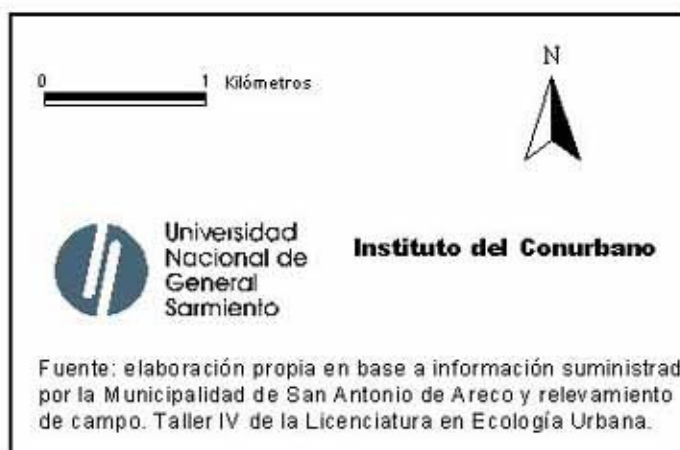 N
0 1 Kilómetros
Universidad
Nacional de
General
Sarmiento
Instituto del Conurbano
Fuente: elaboración propia en base a información suministrad
por la Municipalidad de San Antonio de Areco y relevamiento
de campo. Taller IV de la Licenciatura en Ecología Urbana.